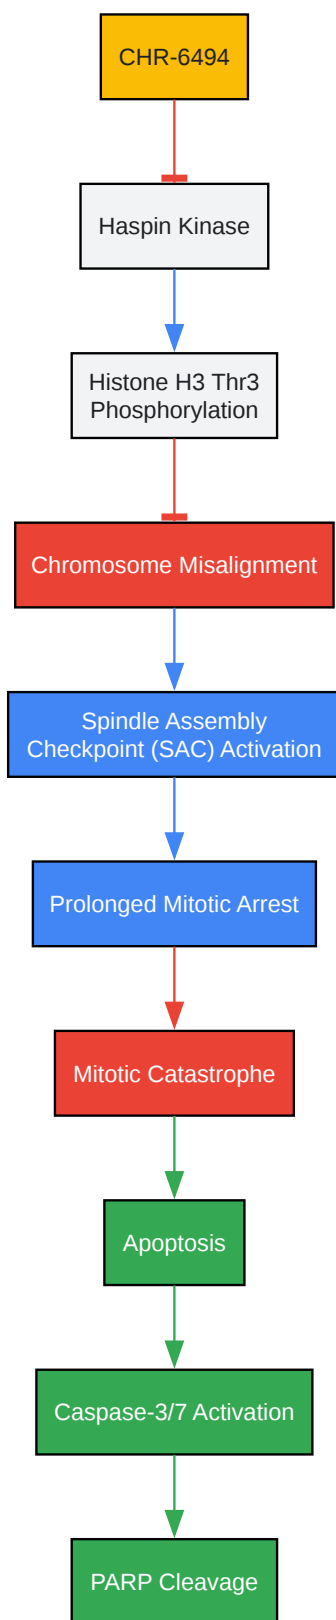 CHR-6494
Haspin Kinase
Histone H3 Thr3
Phosphorylation
Chromosome Misalignment
Spindle Assembly
Checkpoint (SAC) Activation
Prolonged Mitotic Arrest
Mitotic Catastrophe
Apoptosis
Caspase-3/7 Activation
PARP Cleavage